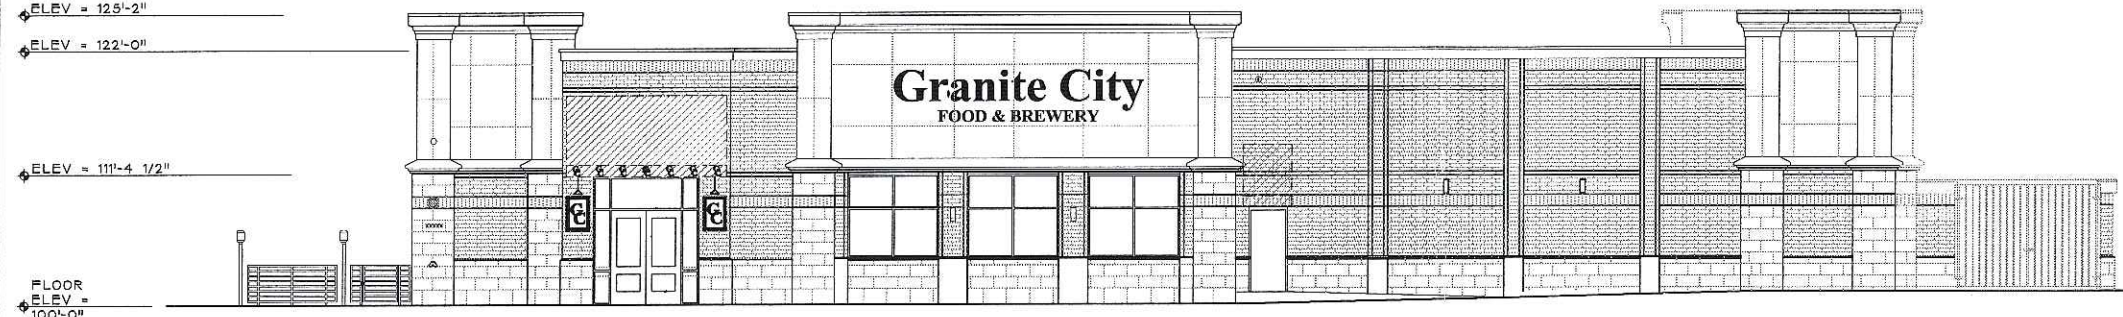 ELEV = 125'-2"
ELEV = 122'-0"
Granite City
FOOD & BREWERY
ELEV = 111'-4 1/2"
GC
GC
FLOOR
ELEV =
100'-0"